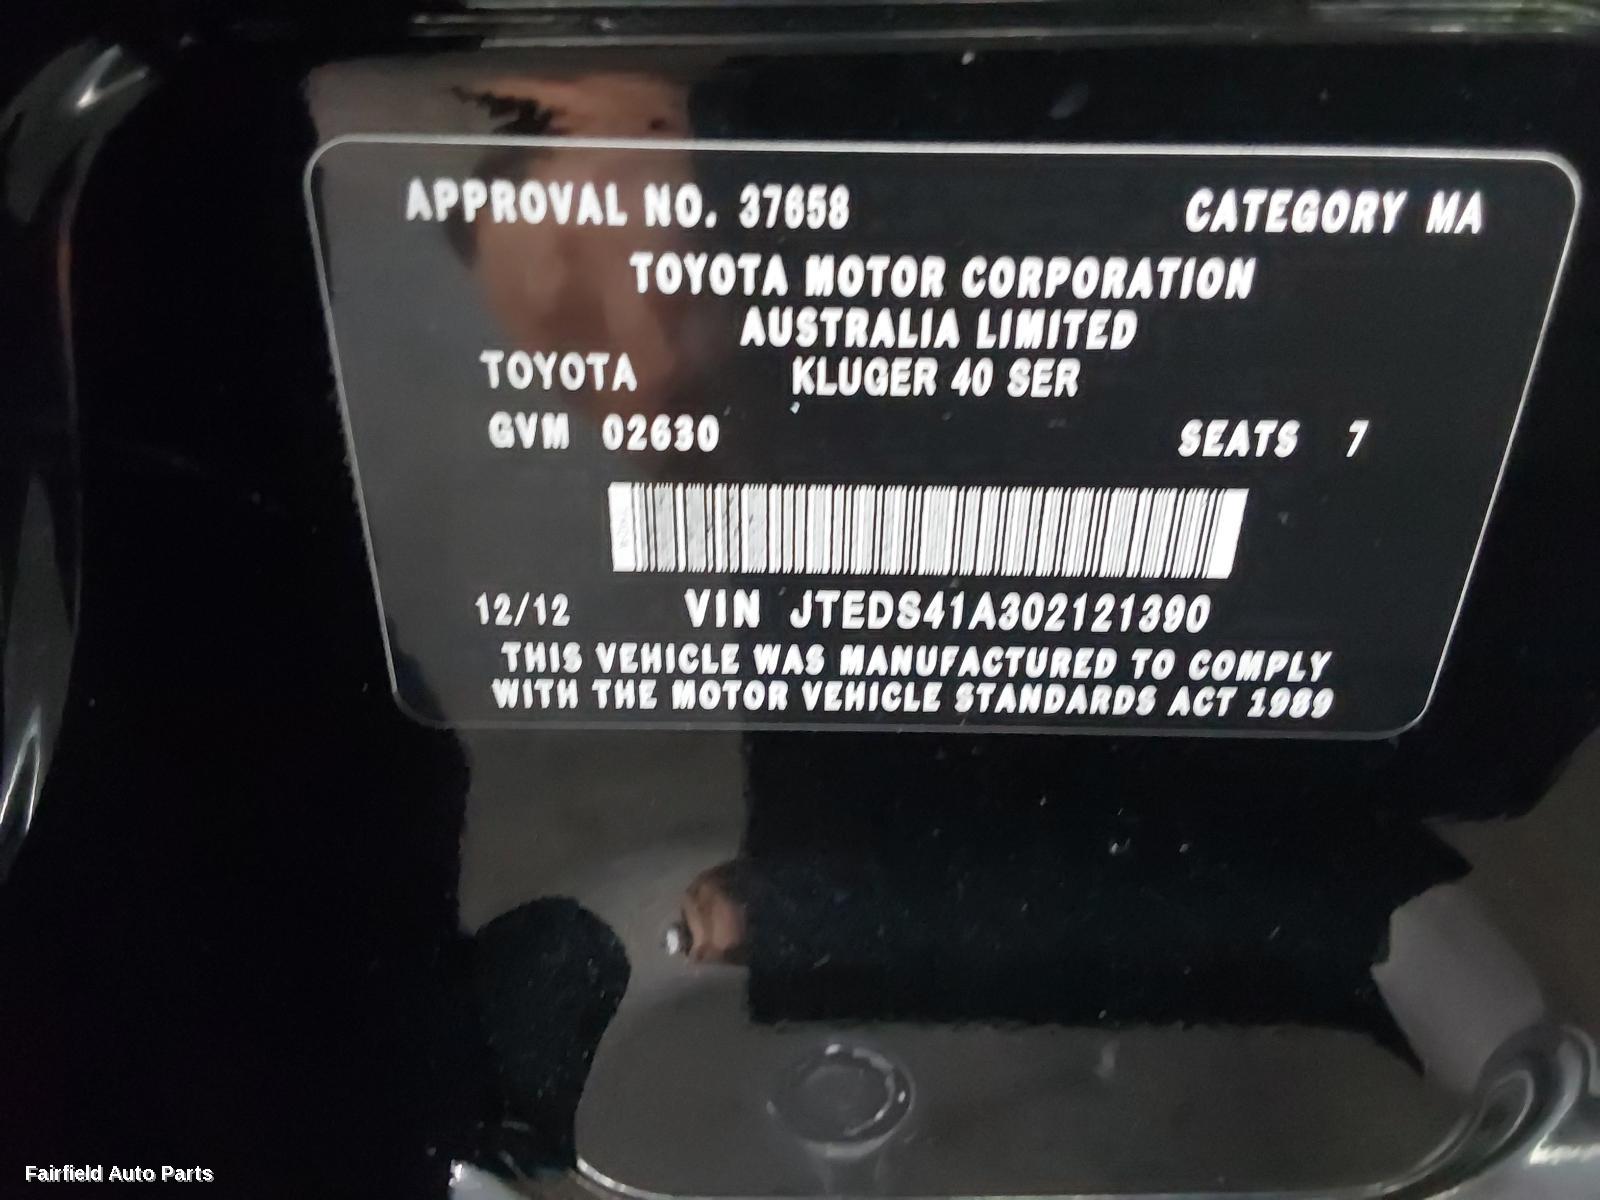 APPROVAL NO. 37658 CATEGORY MA
TOYOTA MOTOR CORPORATION
AUSTRALIA LIMITED
TOYOTA KLUGER 40 SER
GVM 02630 SEATS 7
12/12 VIN JTEDS41A302121390
THIS VEHICLE WAS MANUFACTURED TO COMPLY
WITH THE MOTOR VEHICLE STANDARDS ACT 1989
Fairfield Auto Parts